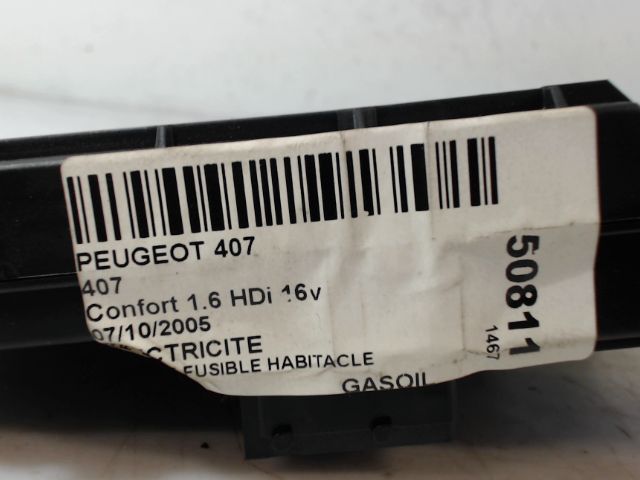 PEUGEOT 407
407
Confort 1.6 HDi 16v
07/10/2005
CTRICITE
FUSIBLE HABITACLE
GASOIL
50811
1467